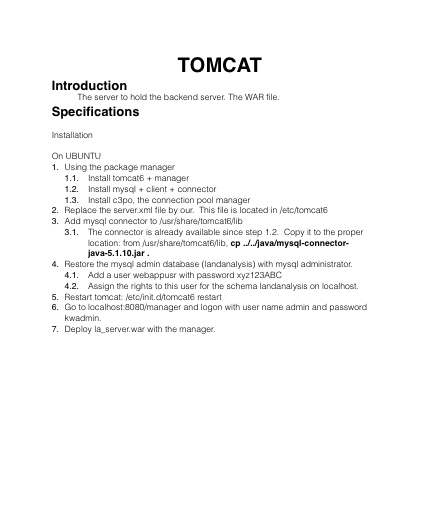 TOMCAT
Introduction
The server to hold the backend server. The WAR file.
Specifications
Installation
On UBUNTU
1. Using the package manager
1.1. Install tomcat6 + manager
1.2. Install mysql + client + connector
1.3. Install c3po, the connection pool manager
2. Replace the server.xml file by our. This file is located in /etc/tomcat6
3. Add mysql connector to /usr/share/tomcat6/lib
3.1. The connector is already available since step 1.2. Copy it to the proper
location: from /usr/share/tomcat6/lib, cp ../../java/mysql-connector-
java-5.1.10.jar .
4. Restore the mysql admin database (landanalysis) with mysql administrator.
4.1. Add a user webappusr with password xyz123ABC
4.2. Assign the rights to this user for the schema landanalysis on localhost.
5. Restart tomcat: /etc/init.d/tomcat6 restart
6. Go to localhost:8080/manager and logon with user name admin and password
kwadmin.
7. Deploy la_server.war with the manager.